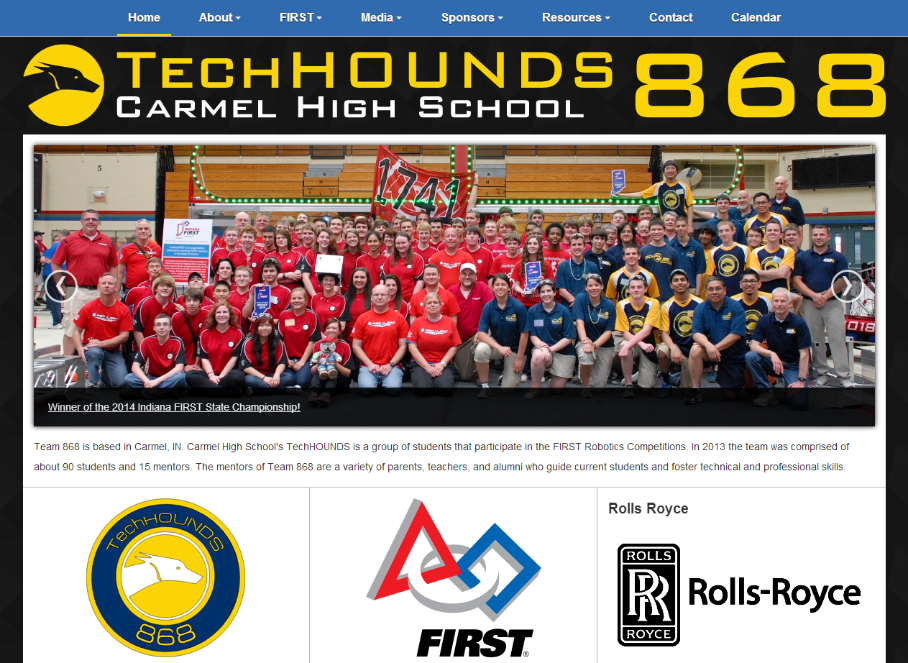 Home About FIRST Media Sponsors Resources Contact Calendar
TechHOUNDS 868
Carmel High School
1741
INDIANA
FIRST
1018
Winner of the 2014 Indiana FIRST State Championship!
Team 868 is based in Carmel, IN. Carmel High School's TechHOUNDS is a group of students that participate in the FIRST Robotics Competitions. In 2013 the team was comprised of
about 90 students and 15 mentors. The mentors of Team 868 are a variety of parents, teachers, and alumni who guide current students and foster technical and professional skills.
TechHOUNDS
868
FIRST®
Rolls Royce
ROLLS
RR
ROYCE
Rolls-Royce